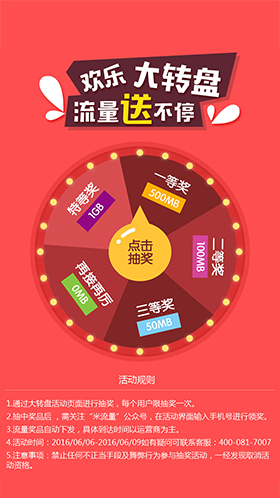 欢乐 大转盘
流量送不停
特等奖
1GB
一等奖
500MB
二等奖
100MB
三等奖
50MB
再接再厉
0MB
点击
抽奖
活动规则
1.通过大转盘活动页面进行抽奖，每个用户限抽奖一次。
2.抽中奖品后，需关注“米流量”公众号，在活动界面输入手机号进行领奖。
3.流量奖品自动下发，具体到达时间以运营商为主。
4.活动时间：2016/06/06-2016/06/09如有疑问可联系客服：400-081-7007
5.注意事项：禁止任何不正当手段及舞弊行为参与抽奖活动，一经发现取消活
动资格。